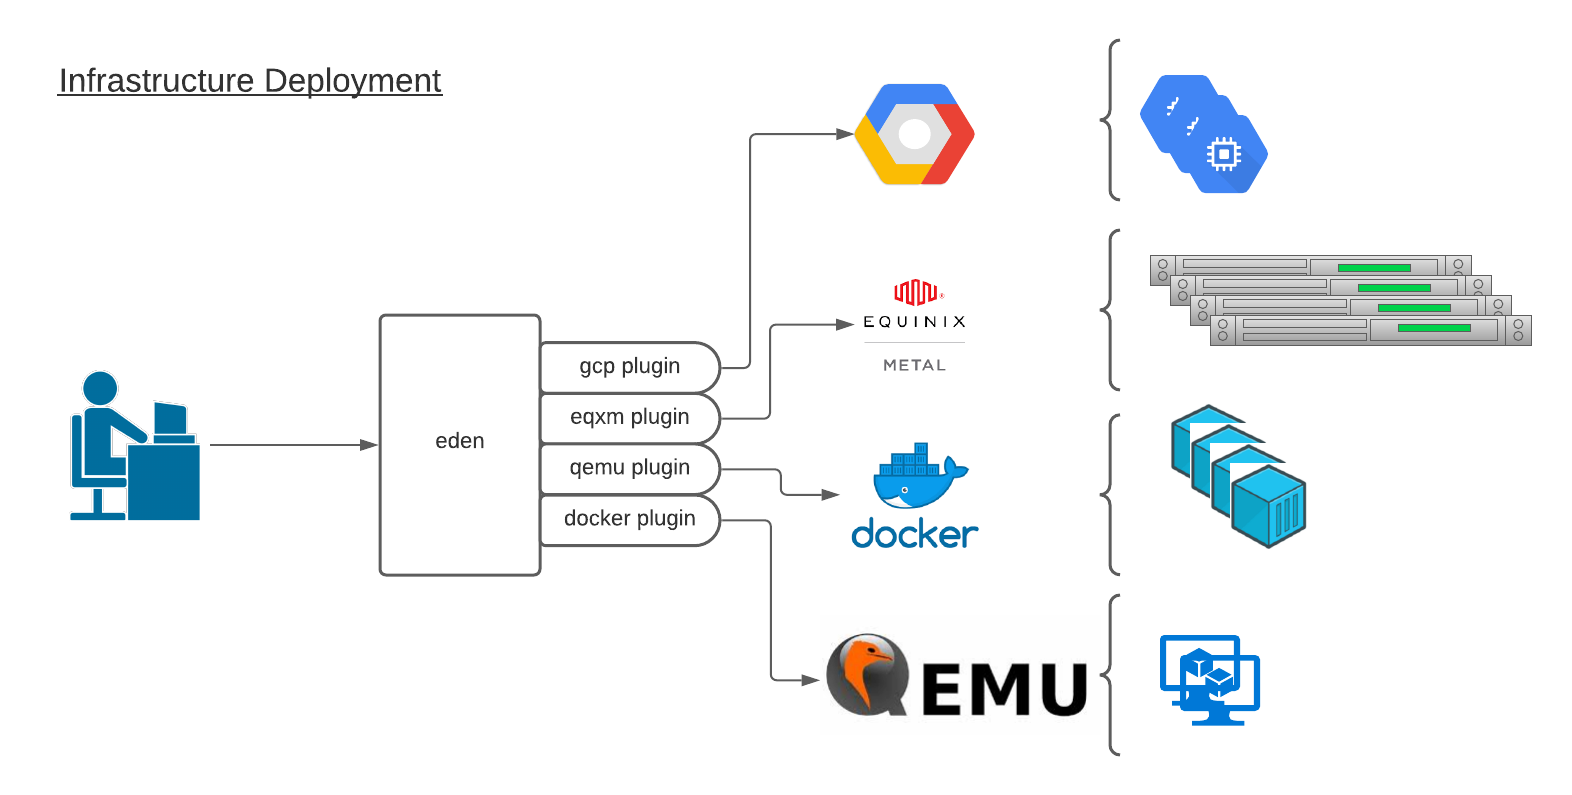 Infrastructure Deployment
eden
gcp plugin
eqxm plugin
qemu plugin
docker plugin
EQUINIX®
METAL
docker
QEMU